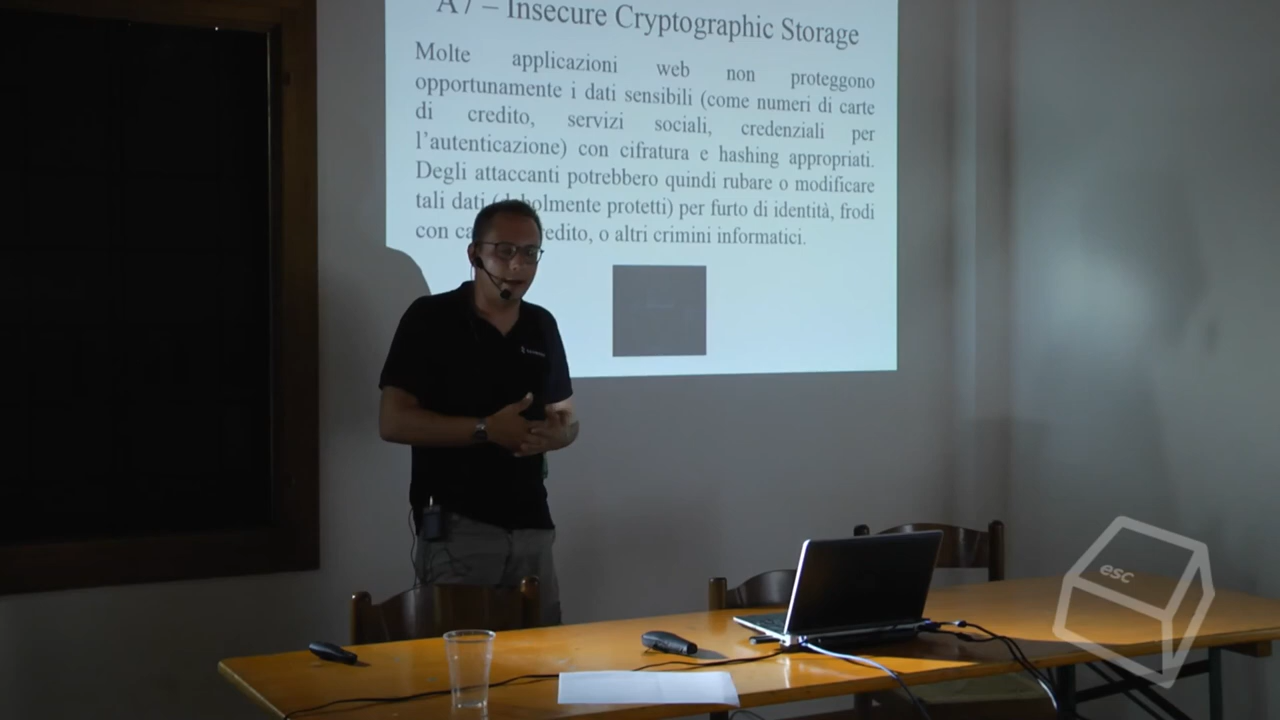 A7 – Insecure Cryptographic Storage
Molte applicazioni web non proteggono
opportunamente i dati sensibili (come numeri di carte
di credito, servizi sociali, credenziali per
l’autenticazione) con cifratura e hashing appropriati.
Degli attaccanti potrebbero quindi rubare o modificare
tali dati protetti) per furto di identità, frodi
con o altri crimini informatici.
esc